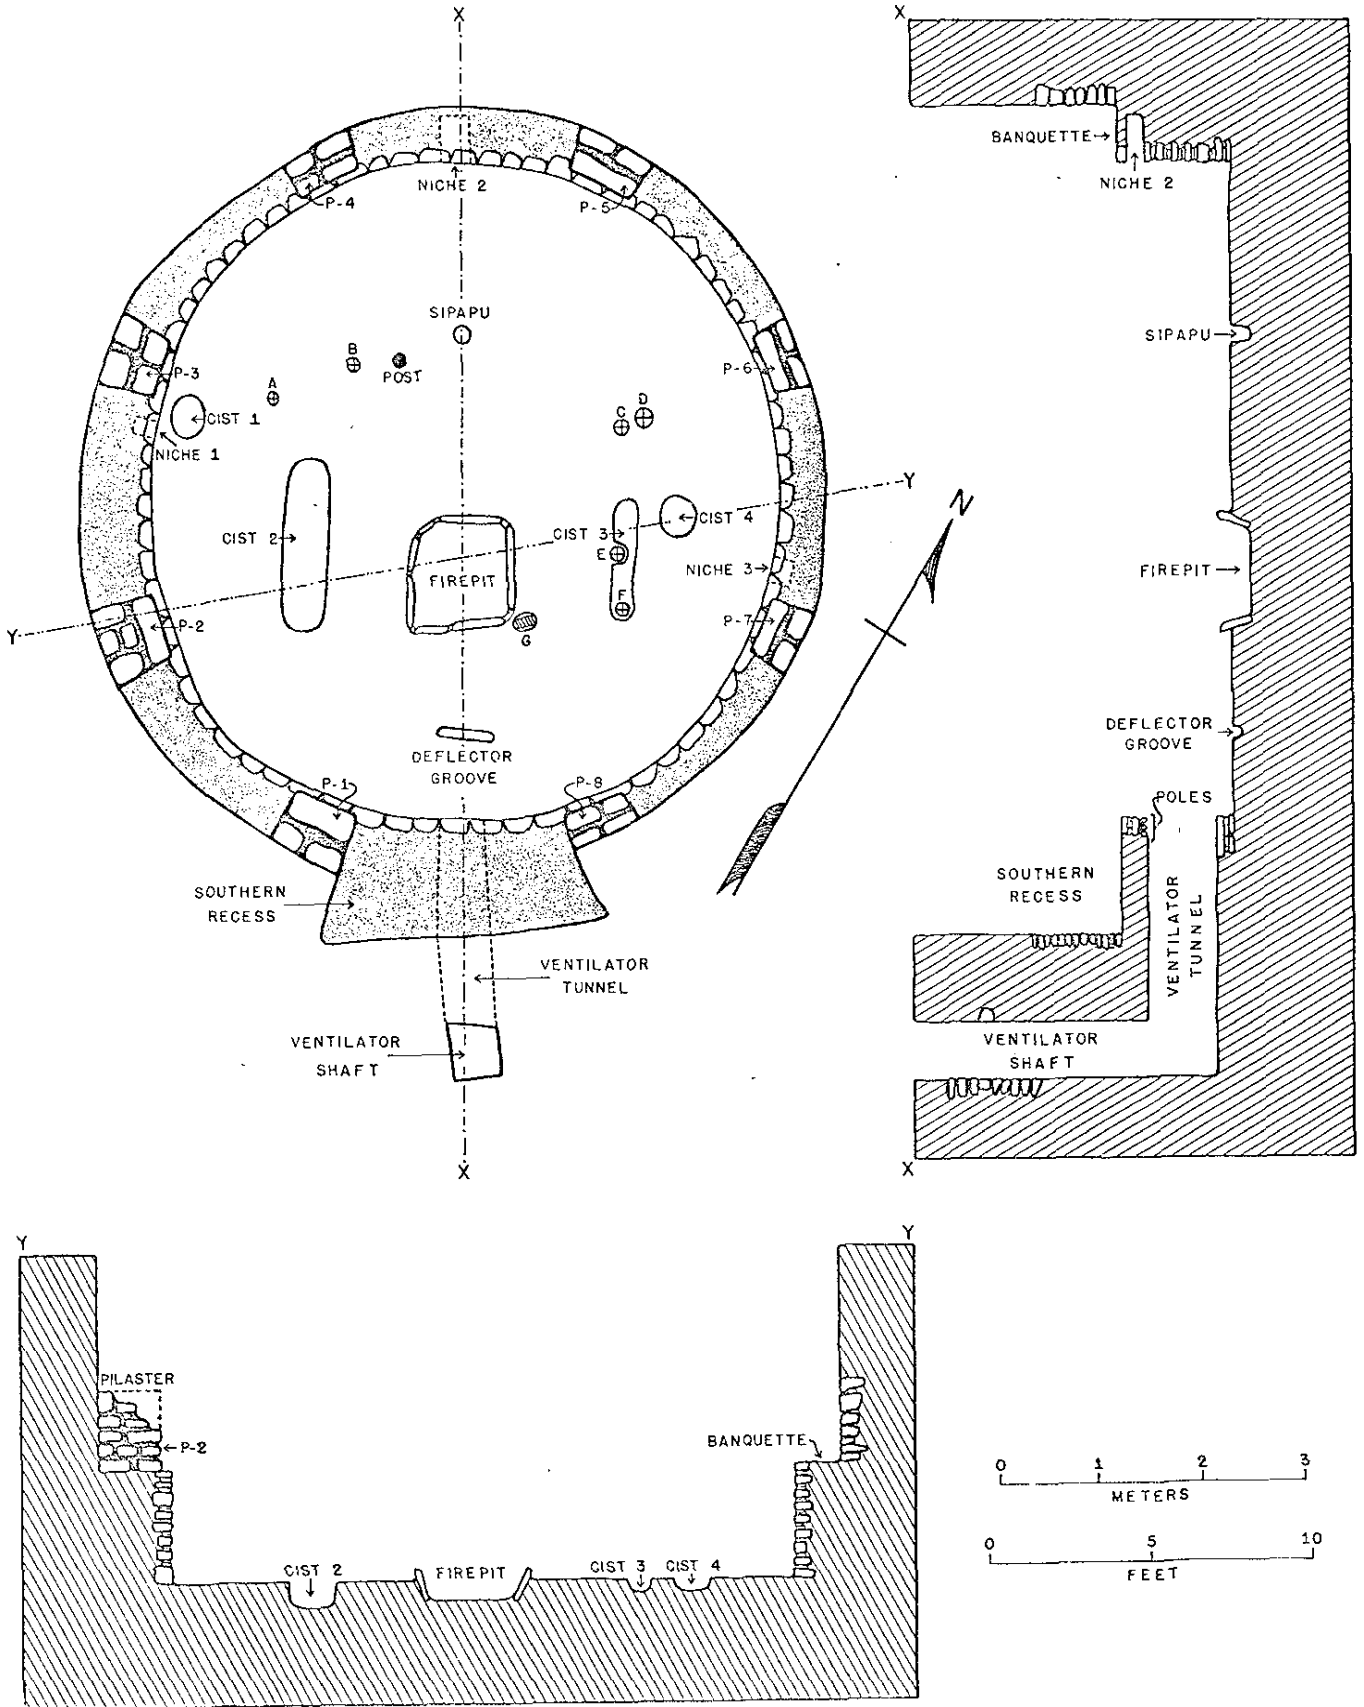 X
NICHE 2
P-4
P-5
SIPAPU
B
POST
A
P-3
P-6
C
D
CIST 1
NICHE 1
Y
CIST 2
CIST 3
CIST 4
E
NICHE 3
FIREPIT
F
G
P-2
P-7
Y
N
DEFLECTOR
GROOVE
P-1
P-8
SOUTHERN
RECESS
VENTILATOR
TUNNEL
VENTILATOR
SHAFT
X
X
BANQUETTE
NICHE 2
SIPAPU
FIREPIT
DEFLECTOR
GROOVE
POLES
SOUTHERN
RECESS
VENTILATOR
TUNNEL
VENTILATOR
SHAFT
X
Y
Y
PILASTER
P-2
BANQUETTE
CIST 2
FIREPIT
CIST 3
CIST 4
0 1 2 3
METERS
0 5 10
FEET